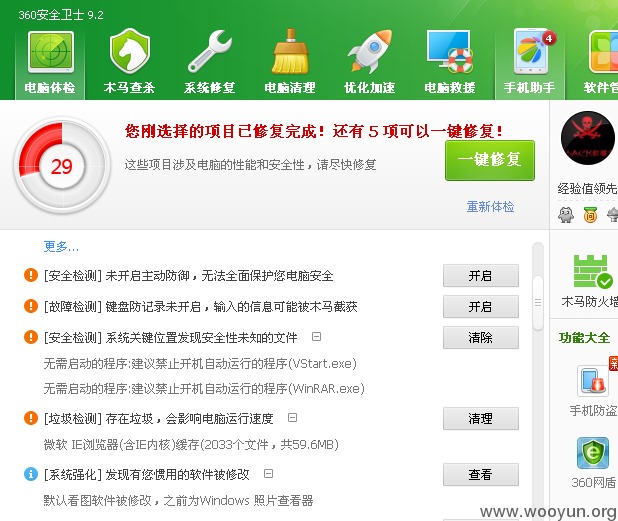 360安全卫士 9.2
电脑体检 木马查杀 系统修复 电脑清理 优化加速 电脑救援 手机助手 4 软件管
您刚选择的项目已修复完成！还有 5 项可以一键修复！
29
这些项目涉及电脑的性能和安全性，请尽快修复
一键修复
重新体检
经验值领先
更多...
[安全检测] 未开启主动防御，无法全面保护您电脑安全 开启
[故障检测] 键盘防记录未开启，输入的信息可能被木马截获 开启
木马防火墙
[安全检测] 系统关键位置发现安全性未知的文件 清除
功能大全
无需启动的程序:建议禁止开机自动运行的程序(VStart.exe)
无需启动的程序:建议禁止开机自动运行的程序(WinRAR.exe)
手机防盗
[垃圾检测] 存在垃圾，会影响电脑运行速度 清理
微软 IE浏览器(含IE内核)缓存(2033个文件，共59.6MB)
[系统强化] 发现有您惯用的软件被修改 查看
360网盾
默认看图软件被修改，之前为Windows 照片查看器
www.wooyun.org